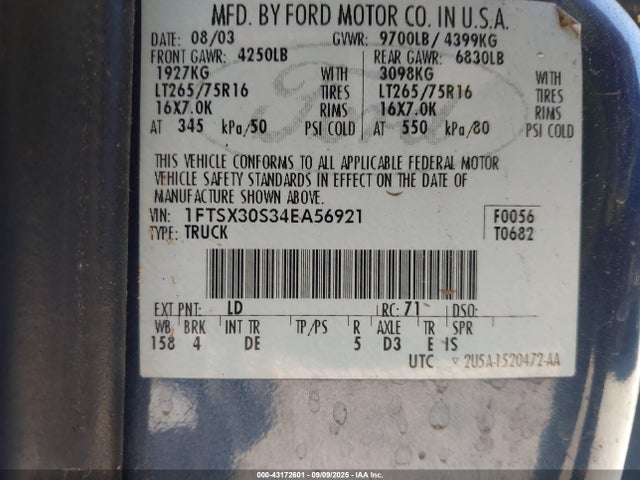 MFD. BY FORD MOTOR CO. IN U.S.A.
DATE: 08/03 GVWR: 9700LB/ 4399KG
FRONT GAWR: 4250LB REAR GAWR: 6830LB
1927KG WITH 3098KG WITH
LT265/75R16 TIRES LT265/75R16 TIRES
16X7.0K RIMS 16X7.0K RIMS
AT 345 kPa/50 PSI COLD AT 550 kPa/80 PSI COLD
Ford
THIS VEHICLE CONFORMS TO ALL APPLICABLE FEDERAL MOTOR
VEHICLE SAFETY STANDARDS IN EFFECT ON THE DATE OF
MANUFACTURE SHOWN ABOVE.
VIN: 1FTSX30S34EA56921 F0056
TYPE: TRUCK T0682
EXT PNT: LD RC: 71 DSO:
WB BRK INT TR TP/PS R AXLE TR SPR
158 4 DE 5 D3 E IS
UTC ▽ 2U5A-1520472-AA
000-43172601 - 09/09/2025 - IAA Inc.